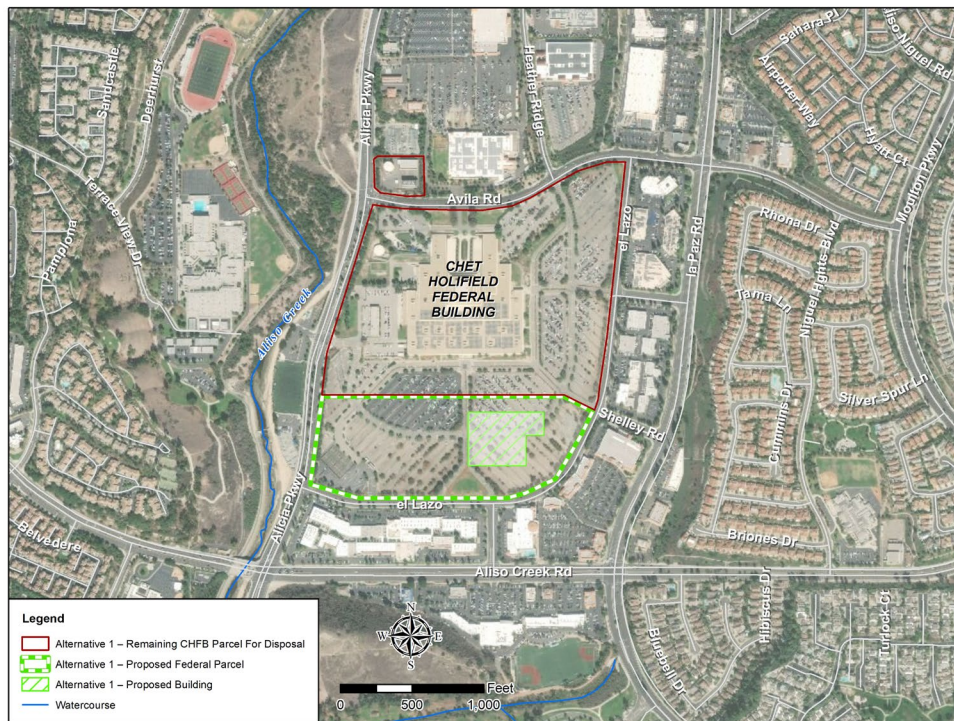 Sahara Pl
Aliso Niguel Rd
Airporter Way
Hyatt Ct
Moulton Pkwy
Sandcastle
Deerhurst
Heather Ridge
Alicia Pkwy
Avila Rd
el Lazo
la Paz Rd
Rhona Dr
Niguel Hghts Blvd
Terrace View Dr
Pamplona
CHET
HOLIFIELD
FEDERAL
BUILDING
Tama Ln
Aliso Creek
Silver Spur Ln
Cummins Dr
Shelley Rd
Alicia Pkwy
el Lazo
Belvedere
Briones Dr
Aliso Creek Rd
Hibiscus Dr
Turlock Ct
Bluebell Dr
Legend
Alternative 1 – Remaining CHFB Parcel For Disposal
Alternative 1 – Proposed Federal Parcel
Alternative 1 – Proposed Building
Watercourse
N
W E
S
Feet
0 500 1,000